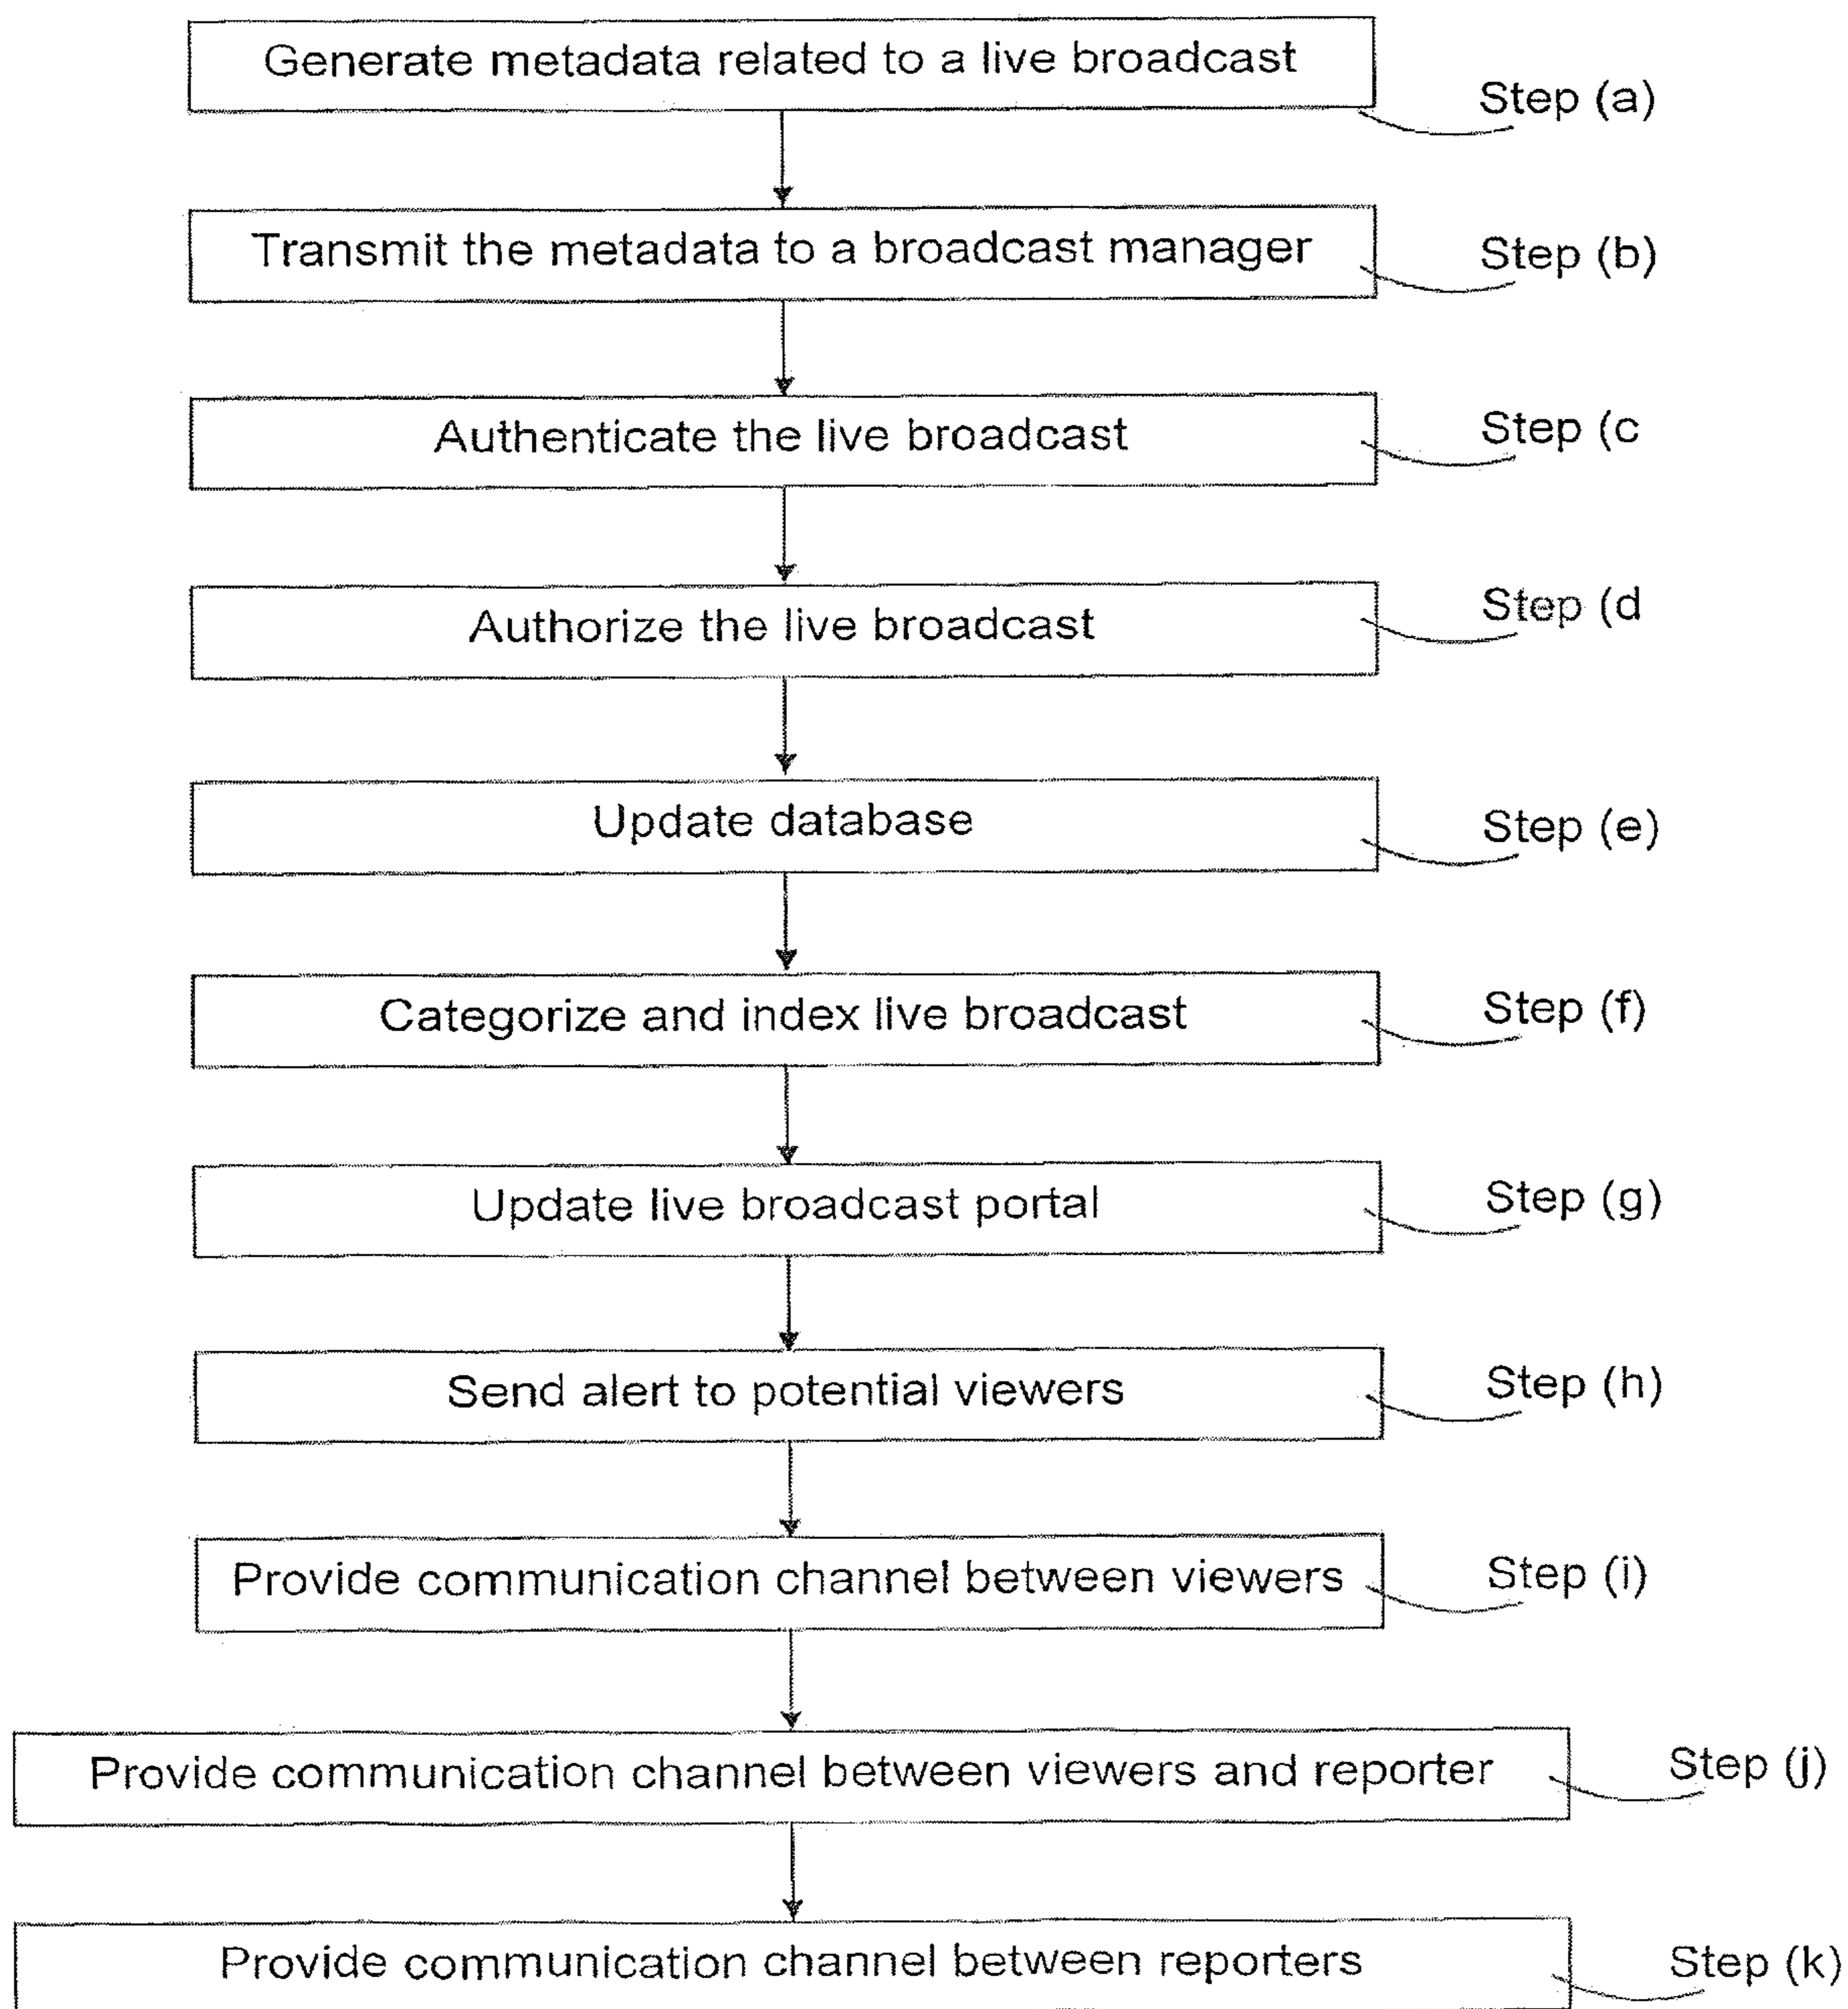 Generate metadata related to a live broadcast
Step (a)
Transmit the metadata to a broadcast manager
Step (b)
Authenticate the live broadcast
Step (c
Authorize the live broadcast
Step (d
Update database
Step (e)
Categorize and index live broadcast
Step (f)
Update live broadcast portal
Step (g)
Send alert to potential viewers
Step (h)
Provide communication channel between viewers
Step (i)
Provide communication channel between viewers and reporter
Step (j)
Provide communication channel between reporters
Step (k)